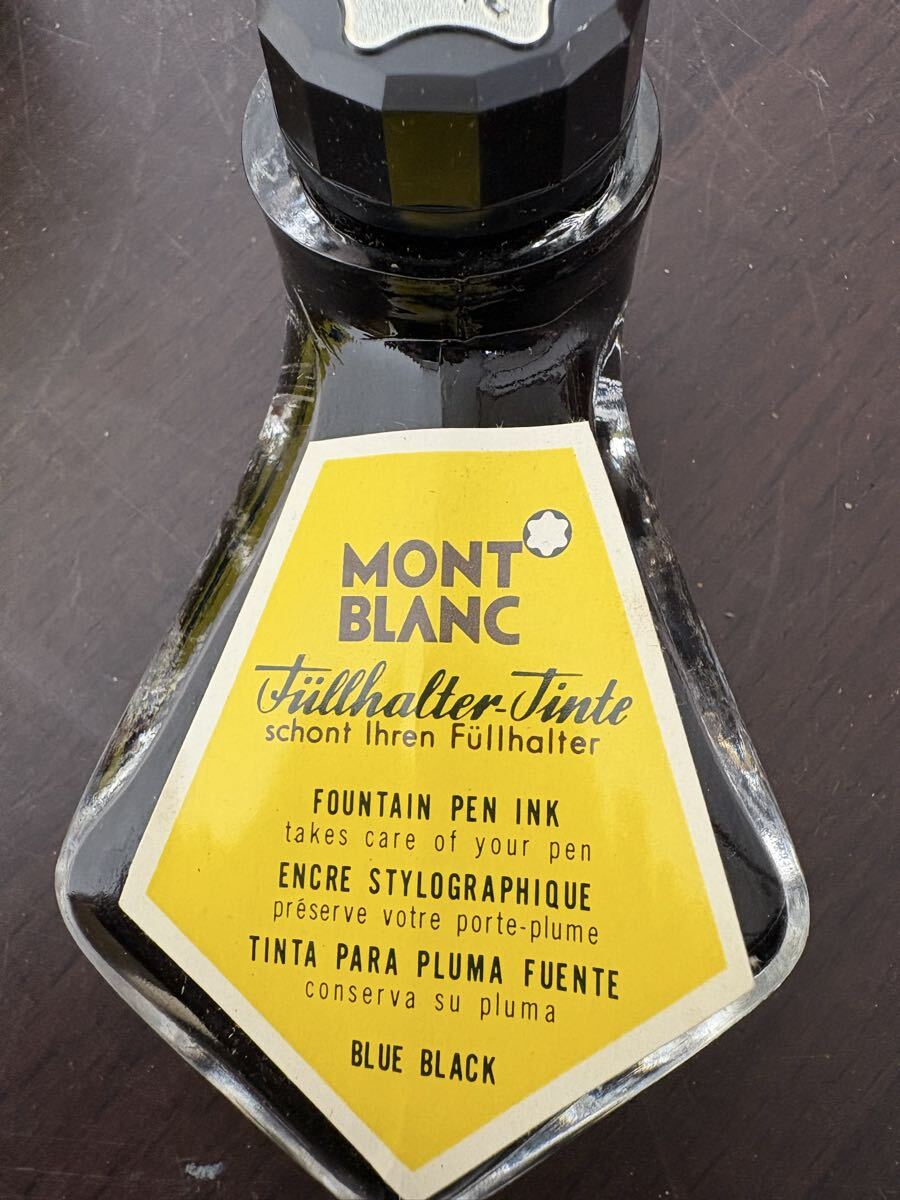 MONT
BLANC
Füllhalter-Tinte
schont Ihren Füllhalter
FOUNTAIN PEN INK
takes care of your pen
ENCRE STYLOGRAPHIQUE
préserve votre porte-plume
TINTA PARA PLUMA FUENTE
conserva su pluma
BLUE BLACK